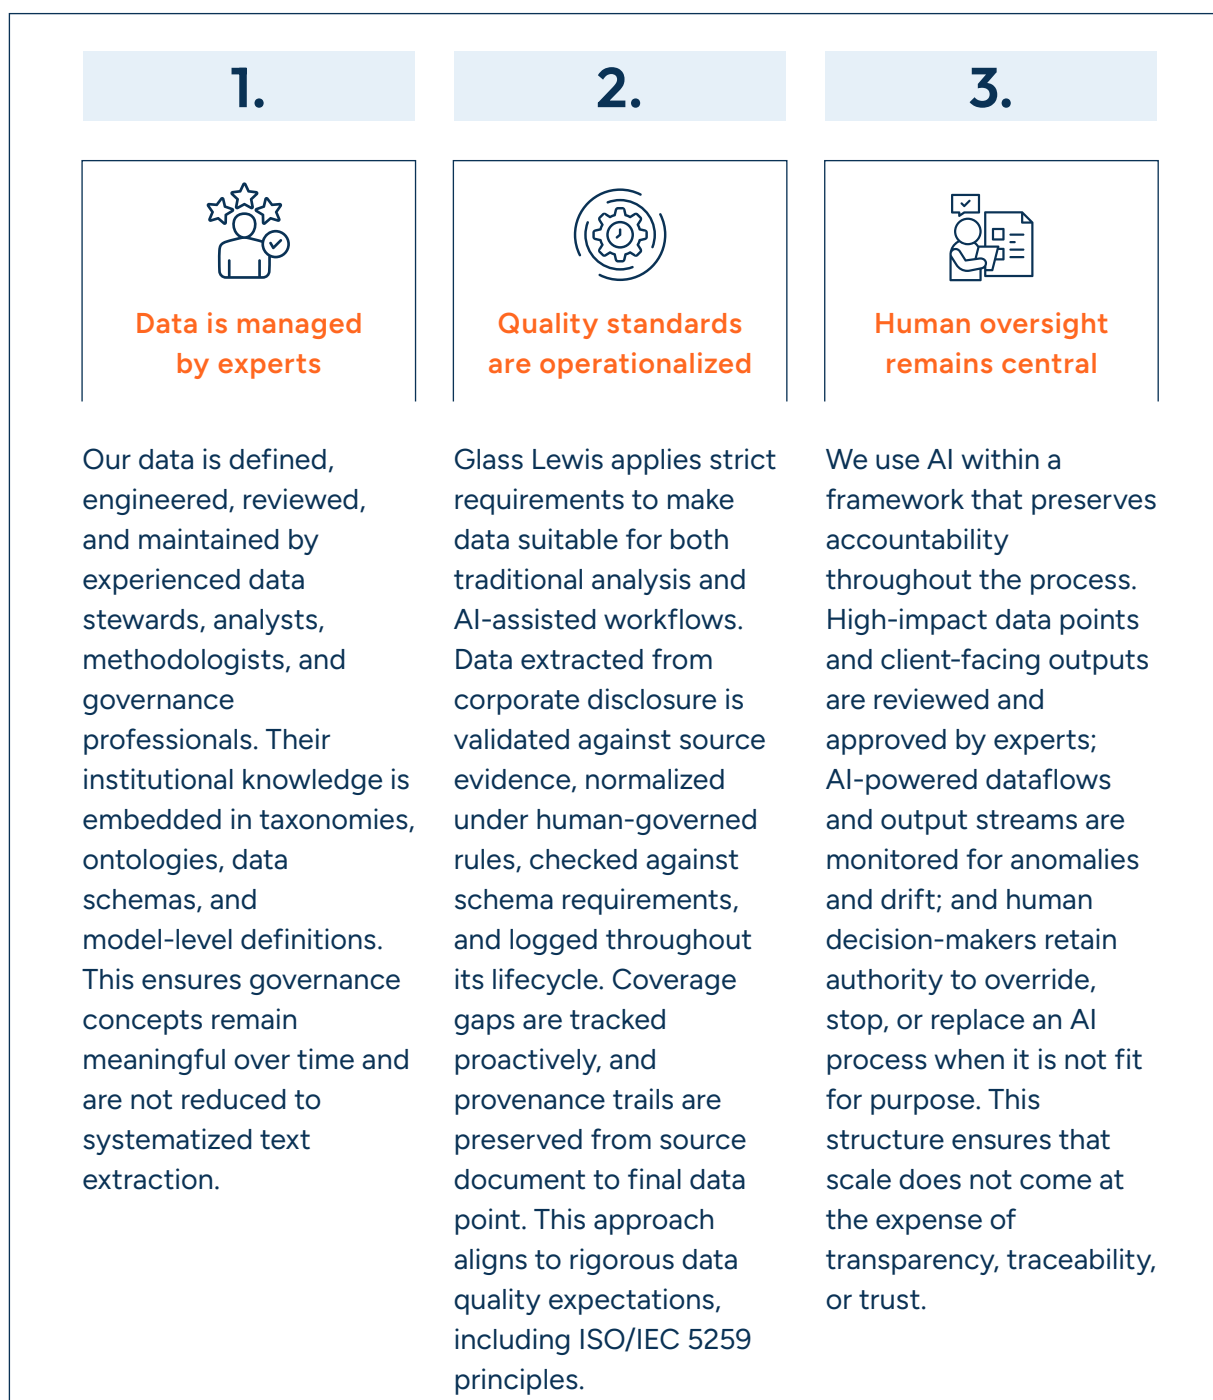 1.
Data is managed
by experts
Our data is defined,
engineered, reviewed,
and maintained by
experienced data
stewards, analysts,
methodologists, and
governance
professionals. Their
institutional knowledge is
embedded in taxonomies,
ontologies, data
schemas, and
model-level definitions.
This ensures governance
concepts remain
meaningful over time and
are not reduced to
systematized text
extraction.
2.
Quality standards
are operationalized
Glass Lewis applies strict
requirements to make
data suitable for both
traditional analysis and
AI-assisted workflows.
Data extracted from
corporate disclosure is
validated against source
evidence, normalized
under human-governed
rules, checked against
schema requirements,
and logged throughout
its lifecycle. Coverage
gaps are tracked
proactively, and
provenance trails are
preserved from source
document to final data
point. This approach
aligns to rigorous data
quality expectations,
including ISO/IEC 5259
principles.
3.
Human oversight
remains central
We use AI within a
framework that preserves
accountability
throughout the process.
High-impact data points
and client-facing outputs
are reviewed and
approved by experts;
AI-powered dataflows
and output streams are
monitored for anomalies
and drift; and human
decision-makers retain
authority to override,
stop, or replace an AI
process when it is not fit
for purpose. This
structure ensures that
scale does not come at
the expense of
transparency, traceability,
or trust.